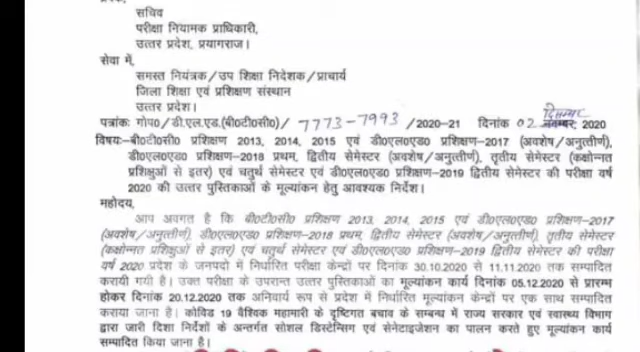 सचिव
परीक्षा नियामक प्राधिकारी,
उत्तर प्रदेश, प्रयागराज।
सेवा में,
समस्त नियंत्रक/उप शिक्षा निदेशक/प्राचार्य
जिला शिक्षा एवं प्रशिक्षण संस्थान
उत्तर प्रदेश।
पत्रांकः गोप0/डी.एल.एड.(बी0टी0सी0)/ 7773-7993 /2020-21 दिनांक 02 दिसम्बर नवम्बर, 2020
विषयः-बी0टी0सी0 प्रशिक्षण 2013, 2014, 2015 एवं डी0एल0एड0 प्रशिक्षण-2017 (अवशेष/अनुत्तीर्ण),
डी0एल0एड0 प्रशिक्षण-2018 प्रथम, द्वितीय सेमेस्टर (अवशेष/अनुत्तीर्ण), तृतीय सेमेस्टर (कक्षोन्नत
प्रशिक्षुओं से इतर) एवं चतुर्थ सेमेस्टर एवं डी0एल0एड0 प्रशिक्षण-2019 द्वितीय सेमेस्टर की परीक्षा वर्ष
2020 की उत्तर पुस्तिकाओं के मूल्यांकन हेतु आवश्यक निर्देश।
महोदय,
आप अवगत है कि बी0टी0सी0 प्रशिक्षण 2013, 2014, 2015 एवं डी0एल0एड0 प्रशिक्षण-2017
(अवशेष/अनुत्तीर्ण), डी0एल0एड0 प्रशिक्षण-2018 प्रथम, द्वितीय सेमेस्टर (अवशेष/अनुत्तीर्ण), तृतीय सेमेस्टर
(कक्षोन्नत प्रशिक्षुओं से इतर) एवं चतुर्थ सेमेस्टर एवं डी0एल0एड0 प्रशिक्षण-2019 द्वितीय सेमेस्टर की परीक्षा
वर्ष 2020 प्रदेश के जनपदो में निर्धारित परीक्षा केन्द्रों पर दिनांक 30.10.2020 से 11.11.2020 तक सम्पादित
करायी गयी है। उक्त परीक्षा के उपरान्त उत्तर पुस्तिकाओं का मूल्यांकन कार्य दिनांक 05.12.2020 से प्रारम्भ
होकर दिनांक 20.12.2020 तक अनिवार्य रूप से प्रदेश में निर्धारित मूल्यांकन केन्द्रों पर एक साथ सम्पादित
कराया जाना है। कोविड 19 वैश्विक महामारी के दृष्टिगत बचाव के सम्बन्ध में राज्य सरकार एवं स्वास्थ्य विभाग
द्वारा जारी दिशा निर्देशों के अन्तर्गत सोशल डिस्टेन्सिंग एवं सेनेटाइजेशन का पालन करते हुए मूल्यांकन कार्य
सम्पादित किया जाना है।